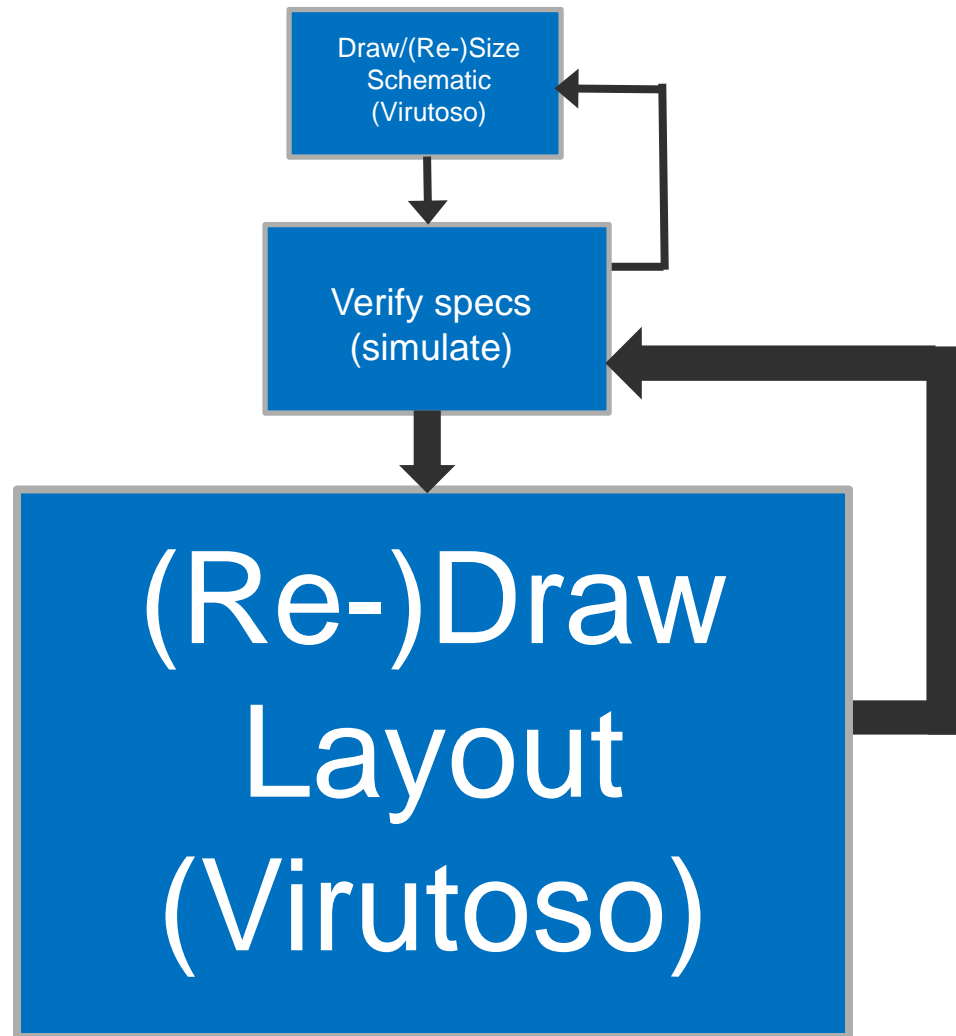 Draw/(Re-)Size
Schematic
(Virutoso)
Verify specs
(simulate)
(Re-)Draw
Layout
(Virutoso)